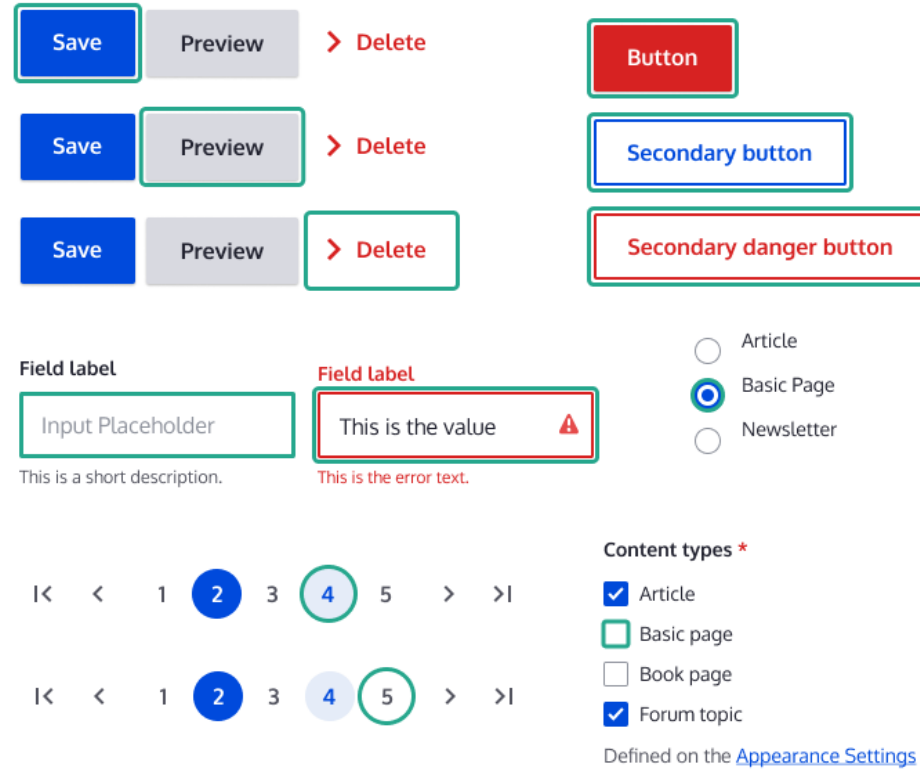 Save Preview Delete
Button
Save Preview Delete
Secondary button
Save Preview Delete
Secondary danger button
Field label
Input Placeholder
This is a short description.
Field label
This is the value
This is the error text.
Article
Basic Page
Newsletter
1 2 3 4 5
1 2 3 4 5
Content types *
Article
Basic page
Book page
Forum topic
Defined on the Appearance Settings